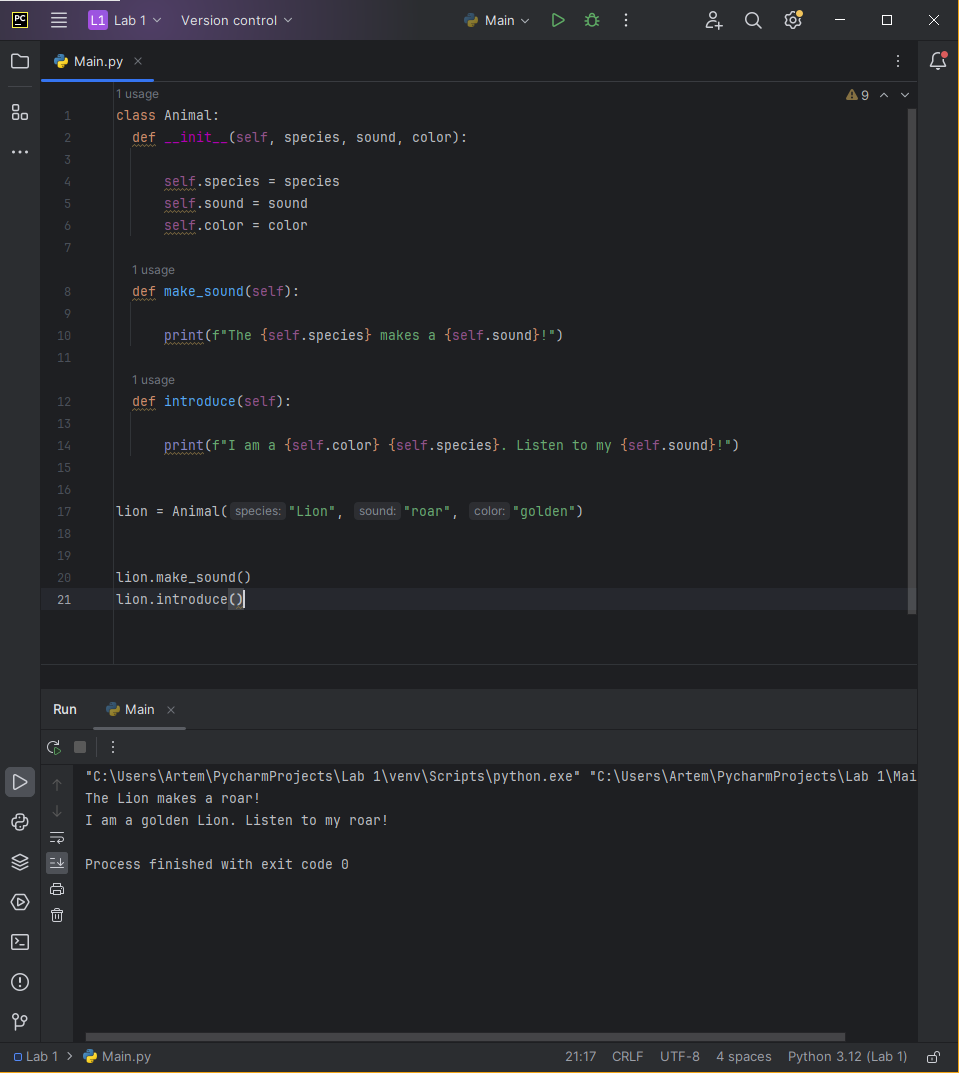 PC L1 Lab 1 Version control Main
Main.py
1 usage 9
1 class Animal:
2 def __init__(self, species, sound, color):
3
4 self.species = species
5 self.sound = sound
6 self.color = color
7
1 usage
8 def make_sound(self):
9
10 print(f"The {self.species} makes a {self.sound}!")
11
1 usage
12 def introduce(self):
13
14 print(f"I am a {self.color} {self.species}. Listen to my {self.sound}!")
15
16
17 lion = Animal( species: "Lion", sound: "roar", color: "golden")
18
19
20 lion.make_sound()
21 lion.introduce()
Run Main
"C:\Users\Artem\PycharmProjects\Lab 1\venv\Scripts\python.exe" "C:\Users\Artem\PycharmProjects\Lab 1\Mai
The Lion makes a roar!
I am a golden Lion. Listen to my roar!
Process finished with exit code 0
Lab 1 > Main.py 21:17 CRLF UTF-8 4 spaces Python 3.12 (Lab 1)